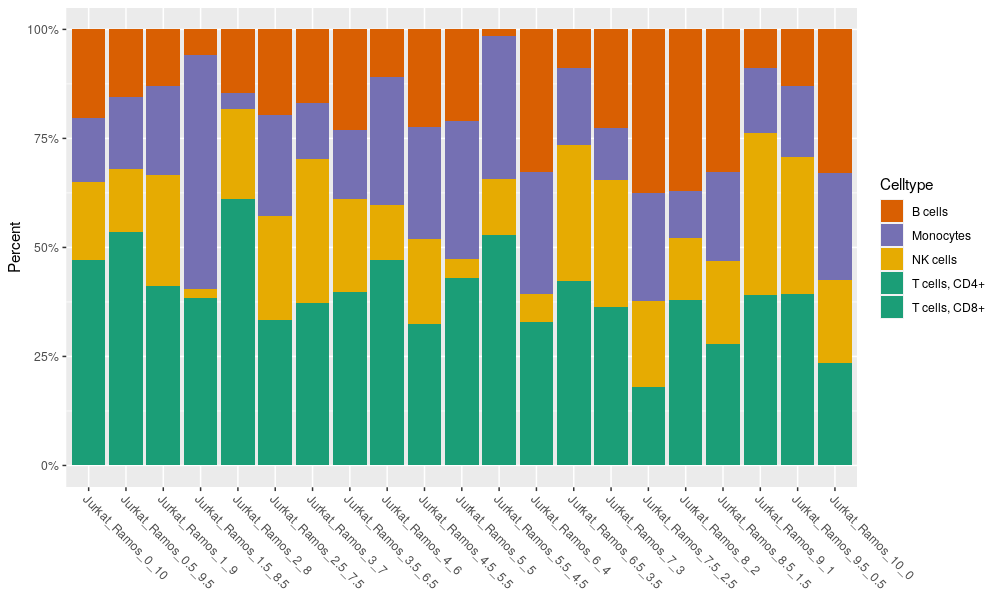 100%
75%
50%
25%
0%
Percent
Jurkat_Ramos_0_10
Jurkat_Ramos_0.5_9.5
Jurkat_Ramos_1_9
Jurkat_Ramos_1.5_8.5
Jurkat_Ramos_2_8
Jurkat_Ramos_2.5_7.5
Jurkat_Ramos_3_7
Jurkat_Ramos_3.5_6.5
Jurkat_Ramos_4_6
Jurkat_Ramos_4.5_5.5
Jurkat_Ramos_5_5
Jurkat_Ramos_5.5_4.5
Jurkat_Ramos_6_4
Jurkat_Ramos_6.5_3.5
Jurkat_Ramos_7_3
Jurkat_Ramos_7.5_2.5
Jurkat_Ramos_8_2
Jurkat_Ramos_8.5_1.5
Jurkat_Ramos_9_1
Jurkat_Ramos_9.5_0.5
Jurkat_Ramos_10_0
Celltype
B cells
Monocytes
NK cells
T cells, CD4+
T cells, CD8+